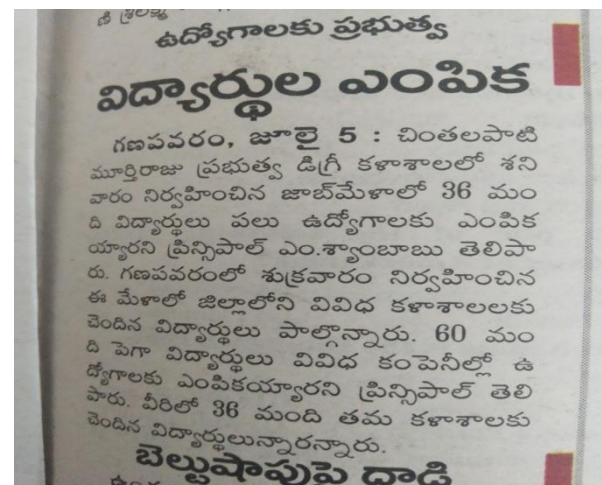 ఉద్యోగాలకు ప్రభుత్వ
విద్యార్థుల ఎంపిక
గణపవరం, జూలై 5 : చింతలపాటి
మూర్తిరాజు ప్రభుత్వ డిగ్రీ కళాశాలలో శని
వారం నిర్వహించిన జాబ్‌మేళాలో 36 మం
ది విద్యార్థులు పలు ఉద్యోగాలకు ఎంపిక
య్యారని ప్రిన్సిపాల్ ఎం.శ్యాంబాబు తెలిపా
రు. గణపవరంలో శుక్రవారం నిర్వహించిన
ఈ మేళాలో జిల్లాలోని వివిధ కళాశాలలకు
చెందిన విద్యార్థులు పాల్గొన్నారు. 60 మం
ది పైగా విద్యార్థులు వివిధ కంపెనీల్లో ఉ
ద్యోగాలకు ఎంపికయ్యారని ప్రిన్సిపాల్ తెలి
పారు. వీరిలో 36 మంది తమ కళాశాలకు
చెందిన విద్యార్థులున్నారన్నారు.
బెల్టుషాపుపై దాడి